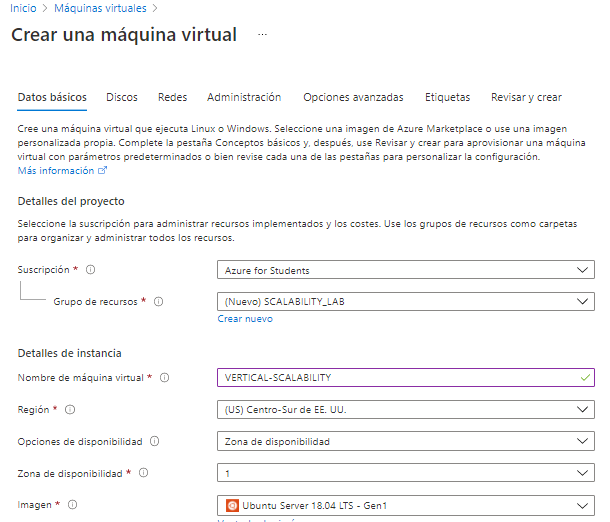 Inicio > Máquinas virtuales >
Crear una máquina virtual ...
Datos básicos Discos Redes Administración Opciones avanzadas Etiquetas Revisar y crear
Cree una máquina virtual que ejecuta Linux o Windows. Seleccione una imagen de Azure Marketplace o use una imagen
personalizada propia. Complete la pestaña Conceptos básicos y, después, use Revisar y crear para aprovisionar una máquina
virtual con parámetros predeterminados o bien revise cada una de las pestañas para personalizar la configuración.
Más información
Detalles del proyecto
Seleccione la suscripción para administrar recursos implementados y los costes. Use los grupos de recursos como carpetas
para organizar y administrar todos los recursos.
Suscripción * Azure for Students
Grupo de recursos * (Nuevo) SCALABILITY_LAB
Crear nuevo
Detalles de instancia
Nombre de máquina virtual * VERTICAL-SCALABILITY
Región * (US) Centro-Sur de EE. UU.
Opciones de disponibilidad Zona de disponibilidad
Zona de disponibilidad * 1
Imagen * Ubuntu Server 18.04 LTS - Gen1